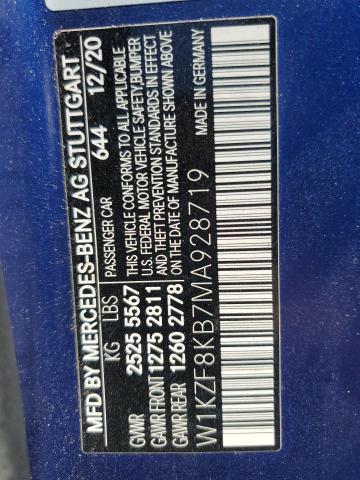 MFD BY MERCEDES-BENZ AG STUTTGART
PASSENGER CAR 644 12/20
KG LBS
GVWR 2525 5567
GAWR FRONT 1275 2811
GAWR REAR 1260 2778
THIS VEHICLE CONFORMS TO ALL APPLICABLE
U.S. FEDERAL MOTOR VEHICLE SAFETY,BUMPER
AND THEFT PREVENTION STANDARDS IN EFFECT
ON THE DATE OF MANUFACTURE SHOWN ABOVE
W1KZF8KB7MA928719 MADE IN GERMANY